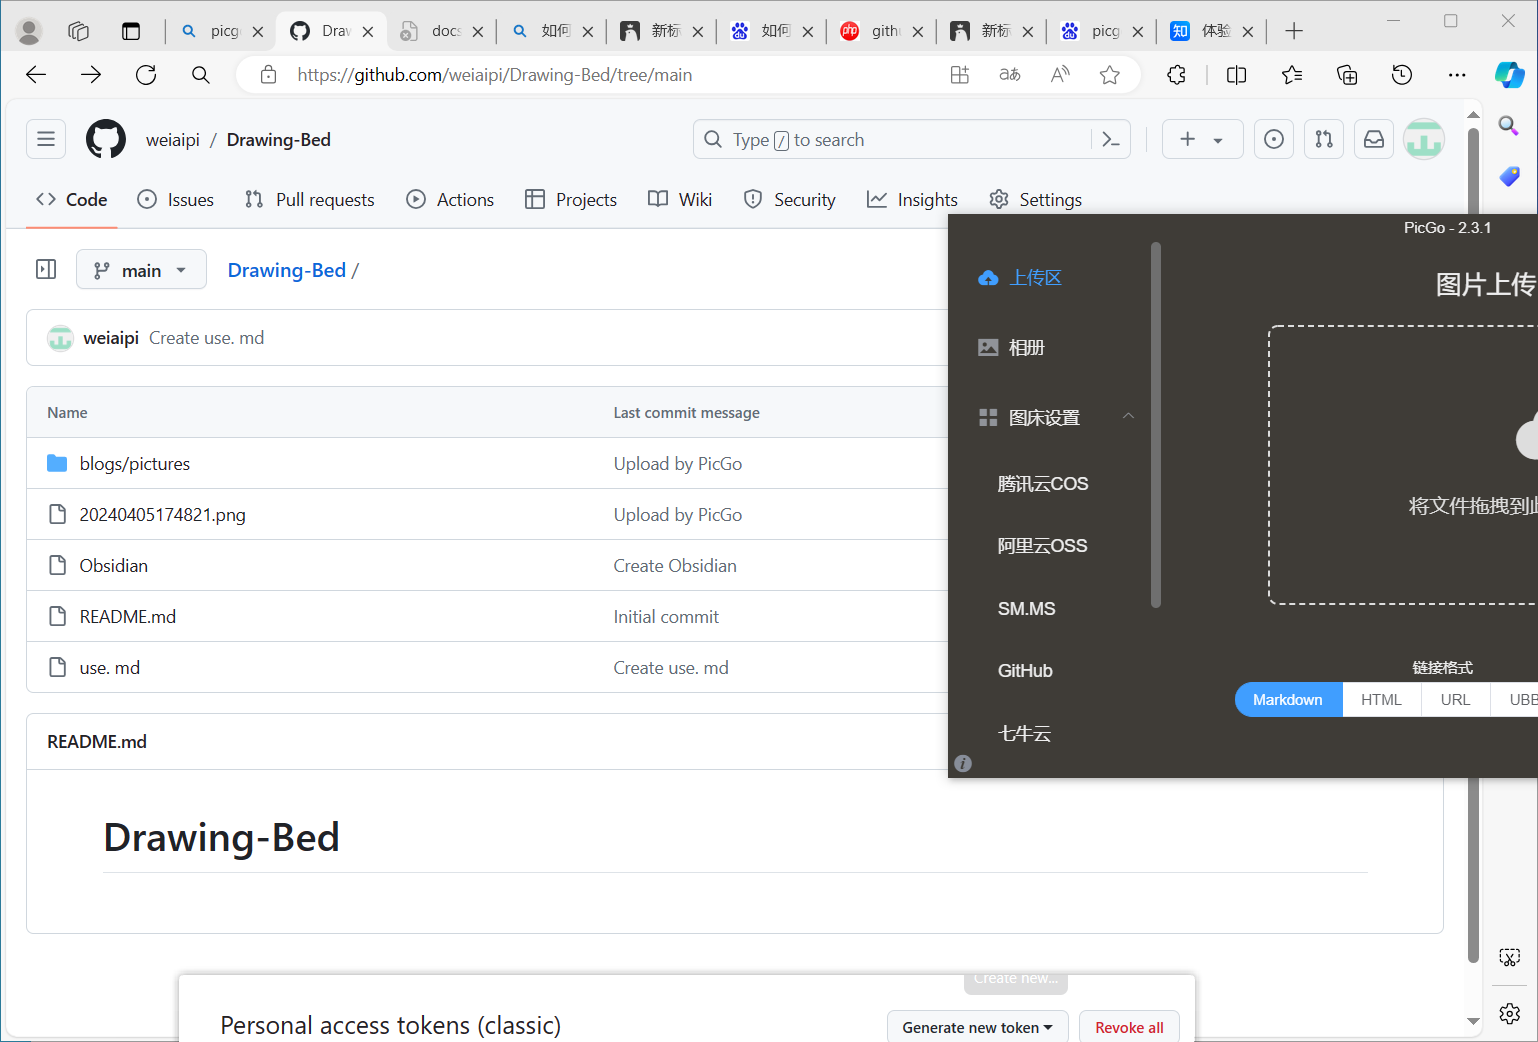 picg
Draw
docs
如何
新标
如何
gith
新标
picg
体验
https://github.com/weiaipi/Drawing-Bed/tree/main
weiaipi / Drawing-Bed
Type / to search
Code
Issues
Pull requests
Actions
Projects
Wiki
Security
Insights
Settings
main
Drawing-Bed /
weiaipi Create use. md
Name
Last commit message
blogs/pictures
Upload by PicGo
20240405174821.png
Upload by PicGo
Obsidian
Create Obsidian
README.md
Initial commit
use. md
Create use. md
README.md
Drawing-Bed
PicGo - 2.3.1
上传区
相册
图床设置
腾讯云COS
阿里云OSS
SM.MS
GitHub
七牛云
图片上传
将文件拖拽到此
链接格式
Markdown
HTML
URL
UBB
Create new...
Personal access tokens (classic)
Generate new token
Revoke all